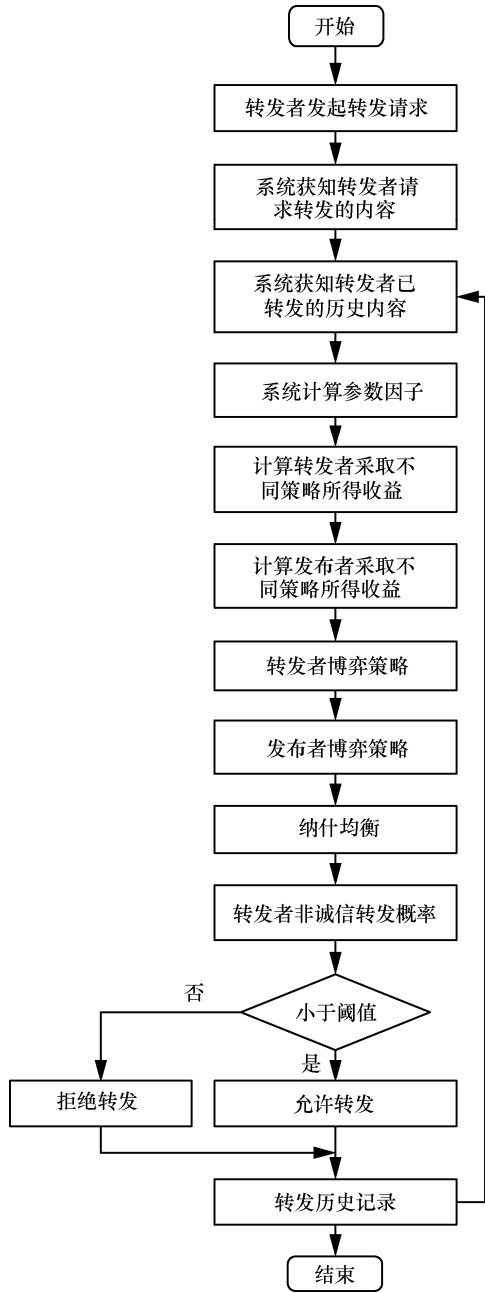 开始
转发者发起转发请求
系统获知转发者请
求转发的内容
系统获知转发者已
转发的历史内容
系统计算参数因子
计算转发者采取不
同策略所得收益
计算发布者采取不
同策略所得收益
转发者博弈策略
发布者博弈策略
纳什均衡
转发者非诚信转发概率
小于阈值
否
是
拒绝转发
允许转发
转发历史记录
结束